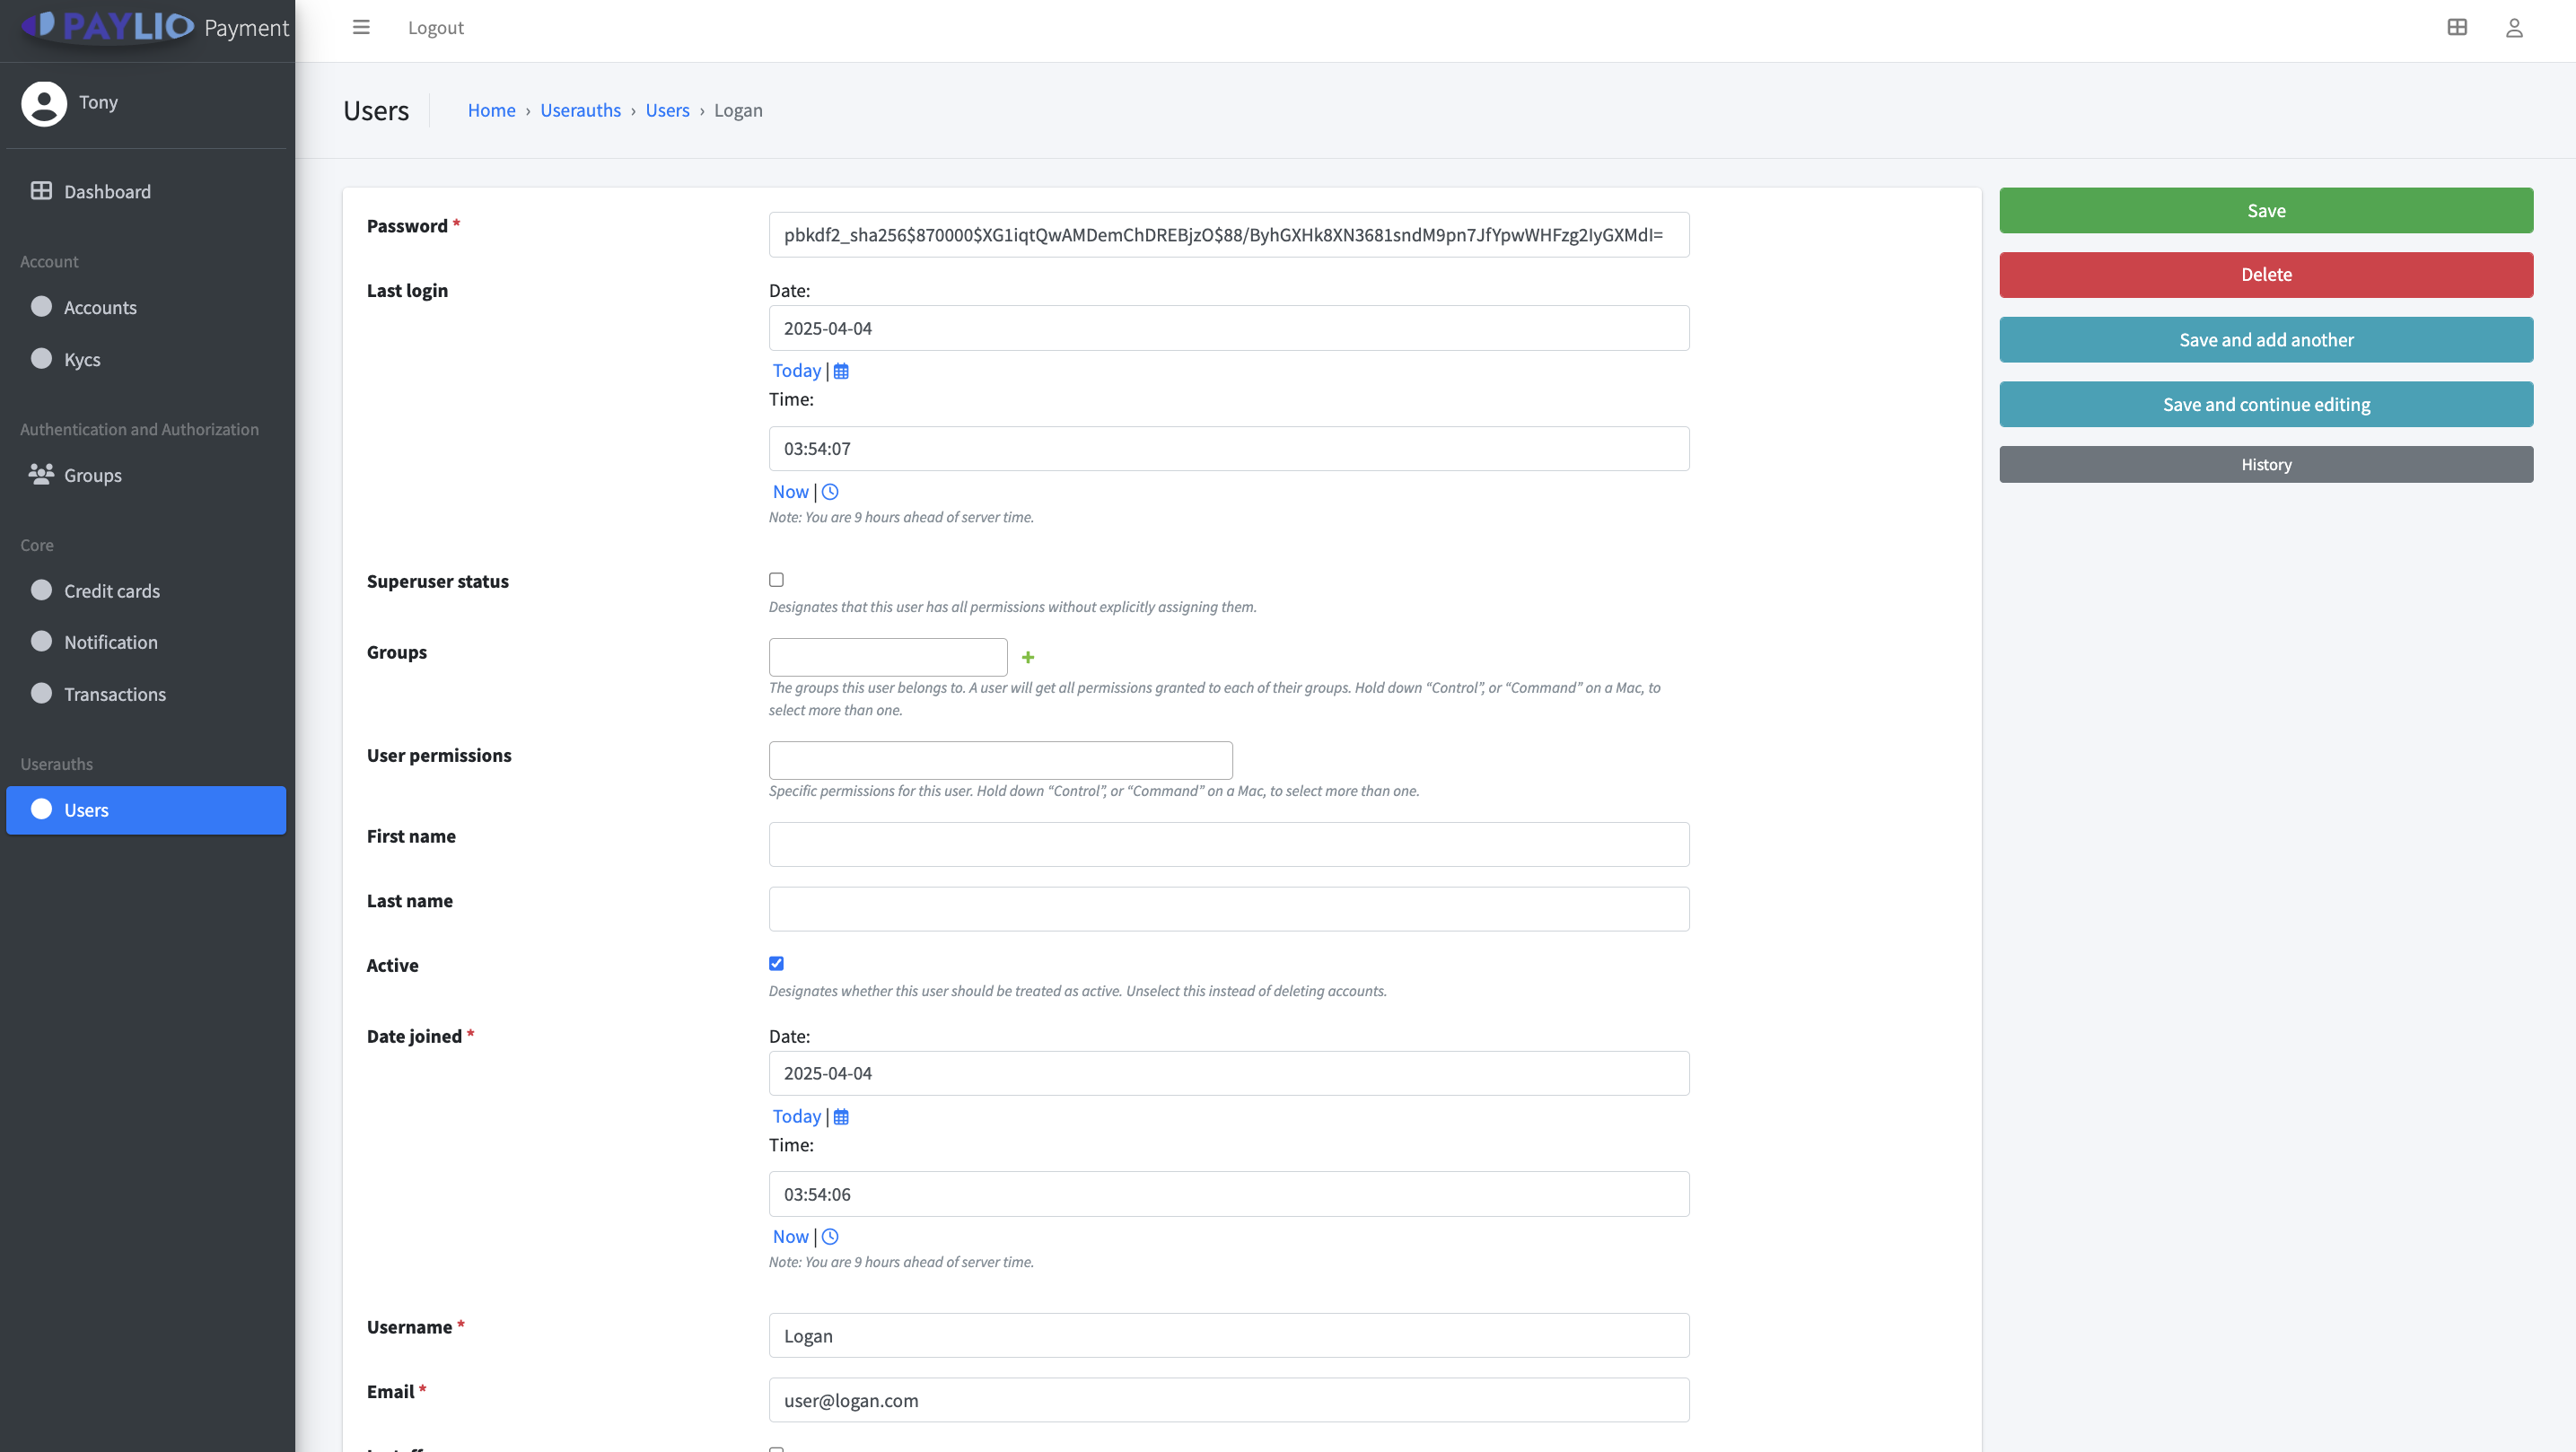 PAYLIO Payment
Logout
Tony
Users
Home › Userauths › Users › Logan
Dashboard
Account
Accounts
Kycs
Authentication and Authorization
Groups
Core
Credit cards
Notification
Transactions
Userauths
Users
Password *
pbkdf2_sha256$870000$XG1iqtQwAMDemChDREBjzO$88/ByhGXHk8XN3681sndM9pn7JfYpwWHFzg2IyGXMdI=
Last login
Date:
2025-04-04
Today |
Time:
03:54:07
Now |
Note: You are 9 hours ahead of server time.
Superuser status
Designates that this user has all permissions without explicitly assigning them.
Groups
The groups this user belongs to. A user will get all permissions granted to each of their groups. Hold down “Control”, or “Command” on a Mac, to
select more than one.
User permissions
Specific permissions for this user. Hold down “Control”, or “Command” on a Mac, to select more than one.
First name
Last name
Active
Designates whether this user should be treated as active. Unselect this instead of deleting accounts.
Date joined *
Date:
2025-04-04
Today |
Time:
03:54:06
Now |
Note: You are 9 hours ahead of server time.
Username *
Logan
Email *
user@logan.com
Save
Delete
Save and add another
Save and continue editing
History